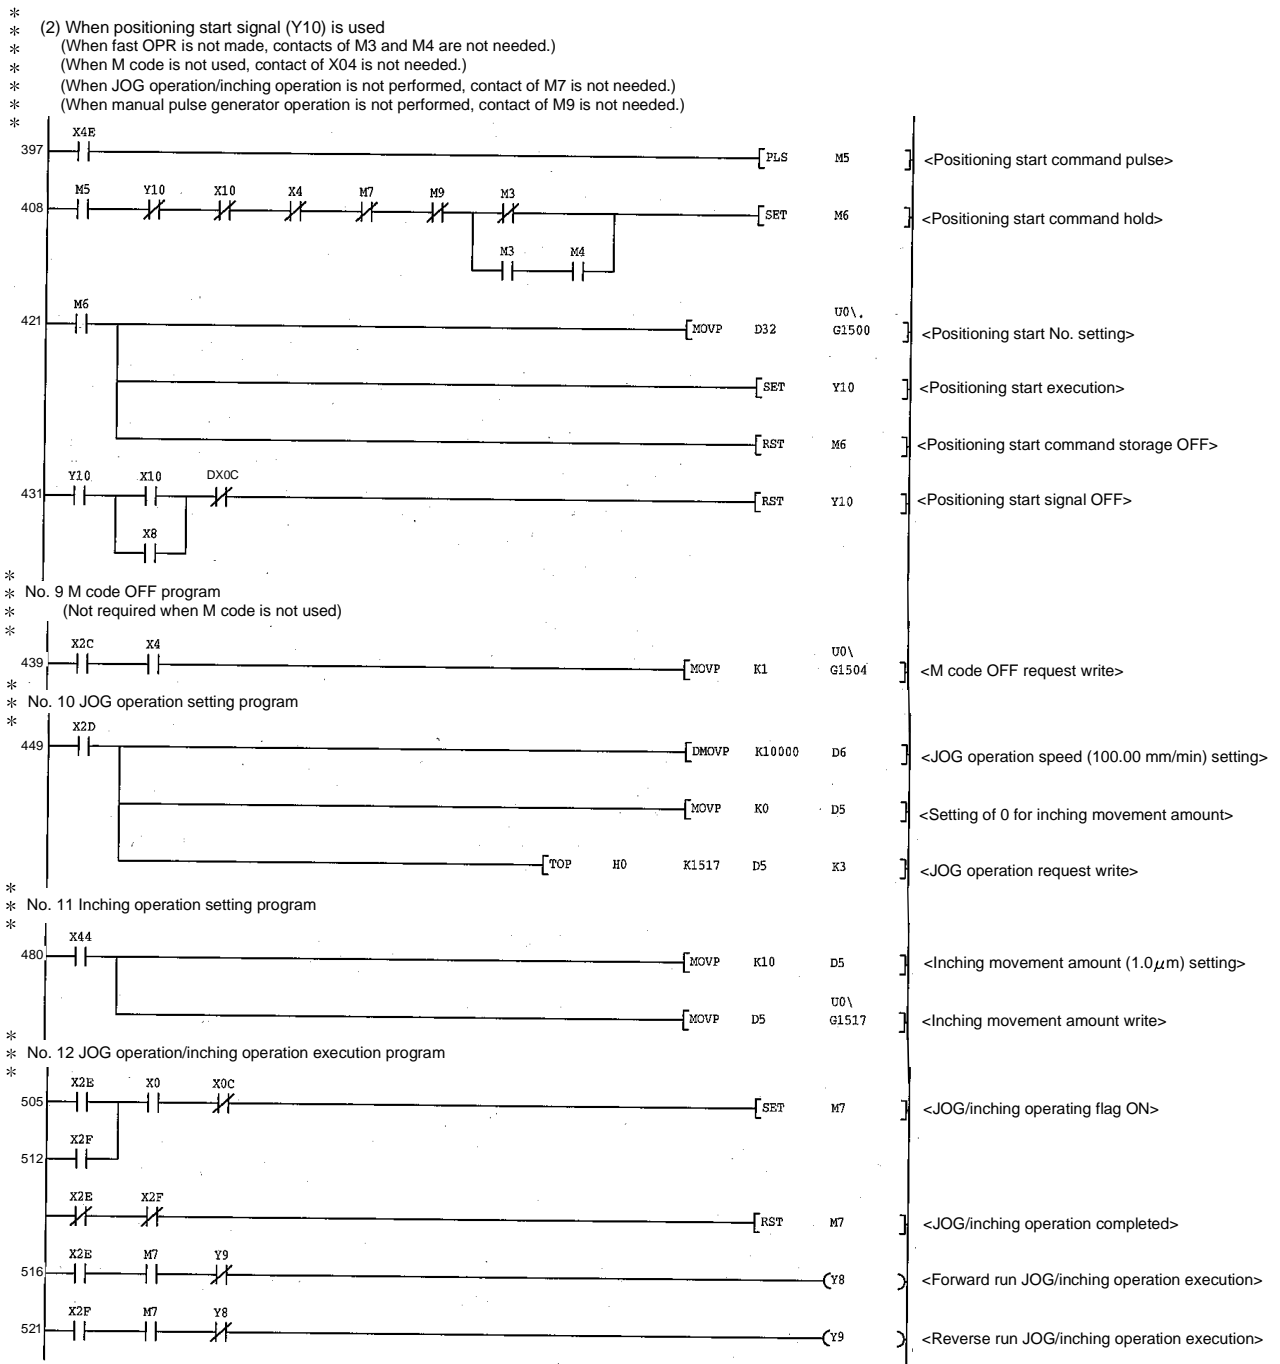 *
* (2) When positioning start signal (Y10) is used
* (When fast OPR is not made, contacts of M3 and M4 are not needed.)
* (When M code is not used, contact of X04 is not needed.)
* (When JOG operation/inching operation is not performed, contact of M7 is not needed.)
* (When manual pulse generator operation is not performed, contact of M9 is not needed.)
*
X4E
397 PLS M5 <Positioning start command pulse>
M5 Y10 X10 X4 M7 M9 M3
408 SET M6 <Positioning start command hold>
M3 M4
M6 U0\
421 MOVP D32 G1500 <Positioning start No. setting>
SET Y10 <Positioning start execution>
RST M6 <Positioning start command storage OFF>
Y10 X10 DX0C
431 RST Y10 <Positioning start signal OFF>
X8
*
* No. 9 M code OFF program
* (Not required when M code is not used)
*
X2C X4 U0\
439 MOVP K1 G1504 <M code OFF request write>
*
* No. 10 JOG operation setting program
*
X2D
449 DMOVP K10000 D6 <JOG operation speed (100.00 mm/min) setting>
MOVP K0 D5 <Setting of 0 for inching movement amount>
TOP H0 K1517 D5 K3 <JOG operation request write>
*
* No. 11 Inching operation setting program
*
X44
480 MOVP K10 D5 <Inching movement amount (1.0μm) setting>
U0\
MOVP D5 G1517 <Inching movement amount write>
*
* No. 12 JOG operation/inching operation execution program
*
X2E X0 X0C
505 SET M7 <JOG/inching operating flag ON>
X2F
512
X2E X2F
RST M7 <JOG/inching operation completed>
X2E M7 Y9
516 Y8 <Forward run JOG/inching operation execution>
X2F M7 Y8
521 Y9 <Reverse run JOG/inching operation execution>